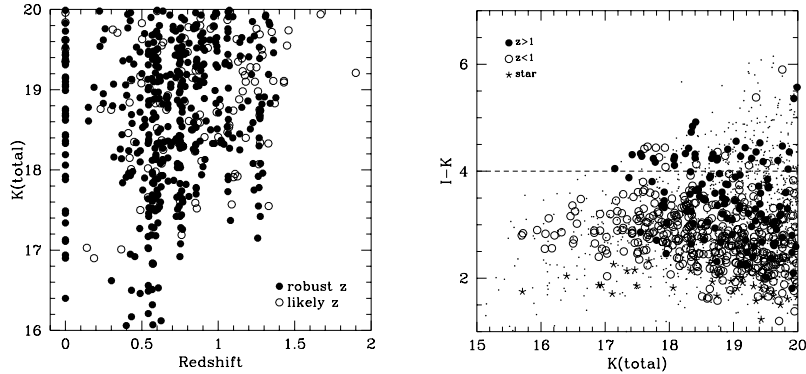 20
19
18
17
16
K(total)
0
0.5
1
1.5
2
Redshift
robust z
likely z
6
4
2
I−K
15
16
17
18
19
20
K(total)
z>1
z<1
star